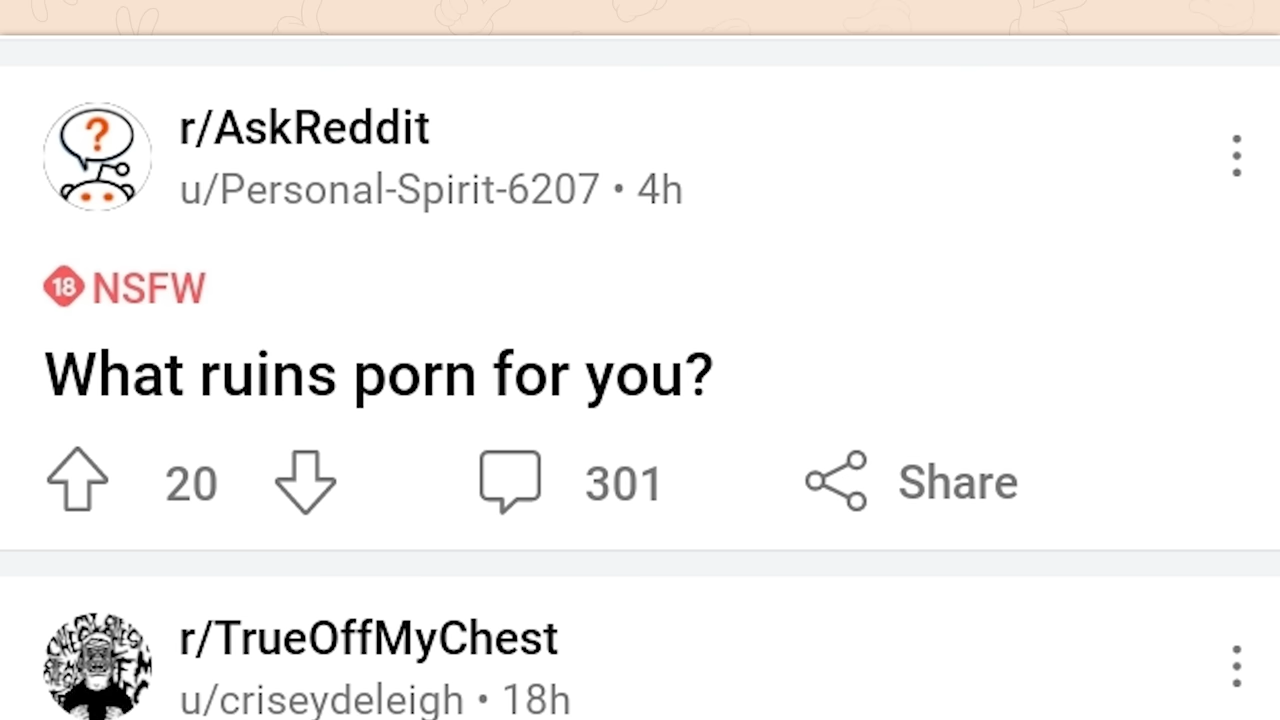 r/AskReddit
u/Personal-Spirit-6207 • 4h
18 NSFW
What ruins porn for you?
20 301 Share
r/TrueOffMyChest
u/criseydeleigh • 18h